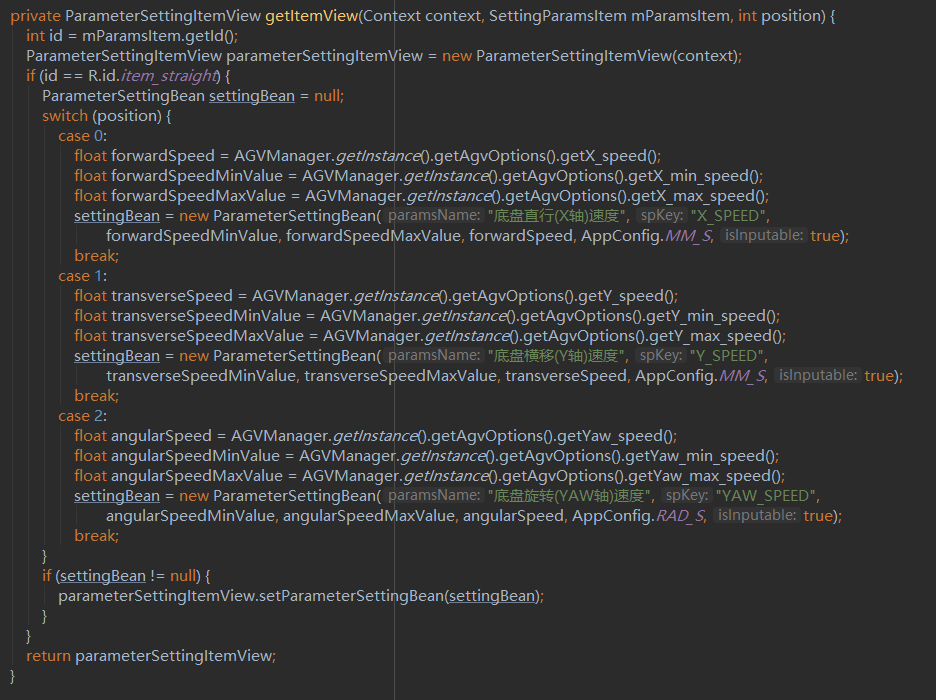 private ParameterSettingItemView getItemView(Context context, SettingParamsItem mParamsItem, int position) {
int id = mParamsItem.getId();
ParameterSettingItemView parameterSettingItemView = new ParameterSettingItemView(context);
if (id == R.id.item_straight) {
ParameterSettingBean settingBean = null;
switch (position) {
case 0:
float forwardSpeed = AGVManager.getInstance().getAgvOptions().getX_speed();
float forwardSpeedMinValue = AGVManager.getInstance().getAgvOptions().getX_min_speed();
float forwardSpeedMaxValue = AGVManager.getInstance().getAgvOptions().getX_max_speed();
settingBean = new ParameterSettingBean( paramsName: "底盘直行(X轴)速度", spKey: "X_SPEED",
forwardSpeedMinValue, forwardSpeedMaxValue, forwardSpeed, AppConfig.MM_S, isInputable: true);
break;
case 1:
float transverseSpeed = AGVManager.getInstance().getAgvOptions().getY_speed();
float transverseSpeedMinValue = AGVManager.getInstance().getAgvOptions().getY_min_speed();
float transverseSpeedMaxValue = AGVManager.getInstance().getAgvOptions().getY_max_speed();
settingBean = new ParameterSettingBean( paramsName: "底盘横移(Y轴)速度", spKey: "Y_SPEED",
transverseSpeedMinValue, transverseSpeedMaxValue, transverseSpeed, AppConfig.MM_S, isInputable: true);
break;
case 2:
float angularSpeed = AGVManager.getInstance().getAgvOptions().getYaw_speed();
float angularSpeedMinValue = AGVManager.getInstance().getAgvOptions().getYaw_min_speed();
float angularSpeedMaxValue = AGVManager.getInstance().getAgvOptions().getYaw_max_speed();
settingBean = new ParameterSettingBean( paramsName: "底盘旋转(YAW轴)速度", spKey: "YAW_SPEED",
angularSpeedMinValue, angularSpeedMaxValue, angularSpeed, AppConfig.RAD_S, isInputable: true);
break;
}
if (settingBean != null) {
parameterSettingItemView.setParameterSettingBean(settingBean);
}
}
return parameterSettingItemView;
}